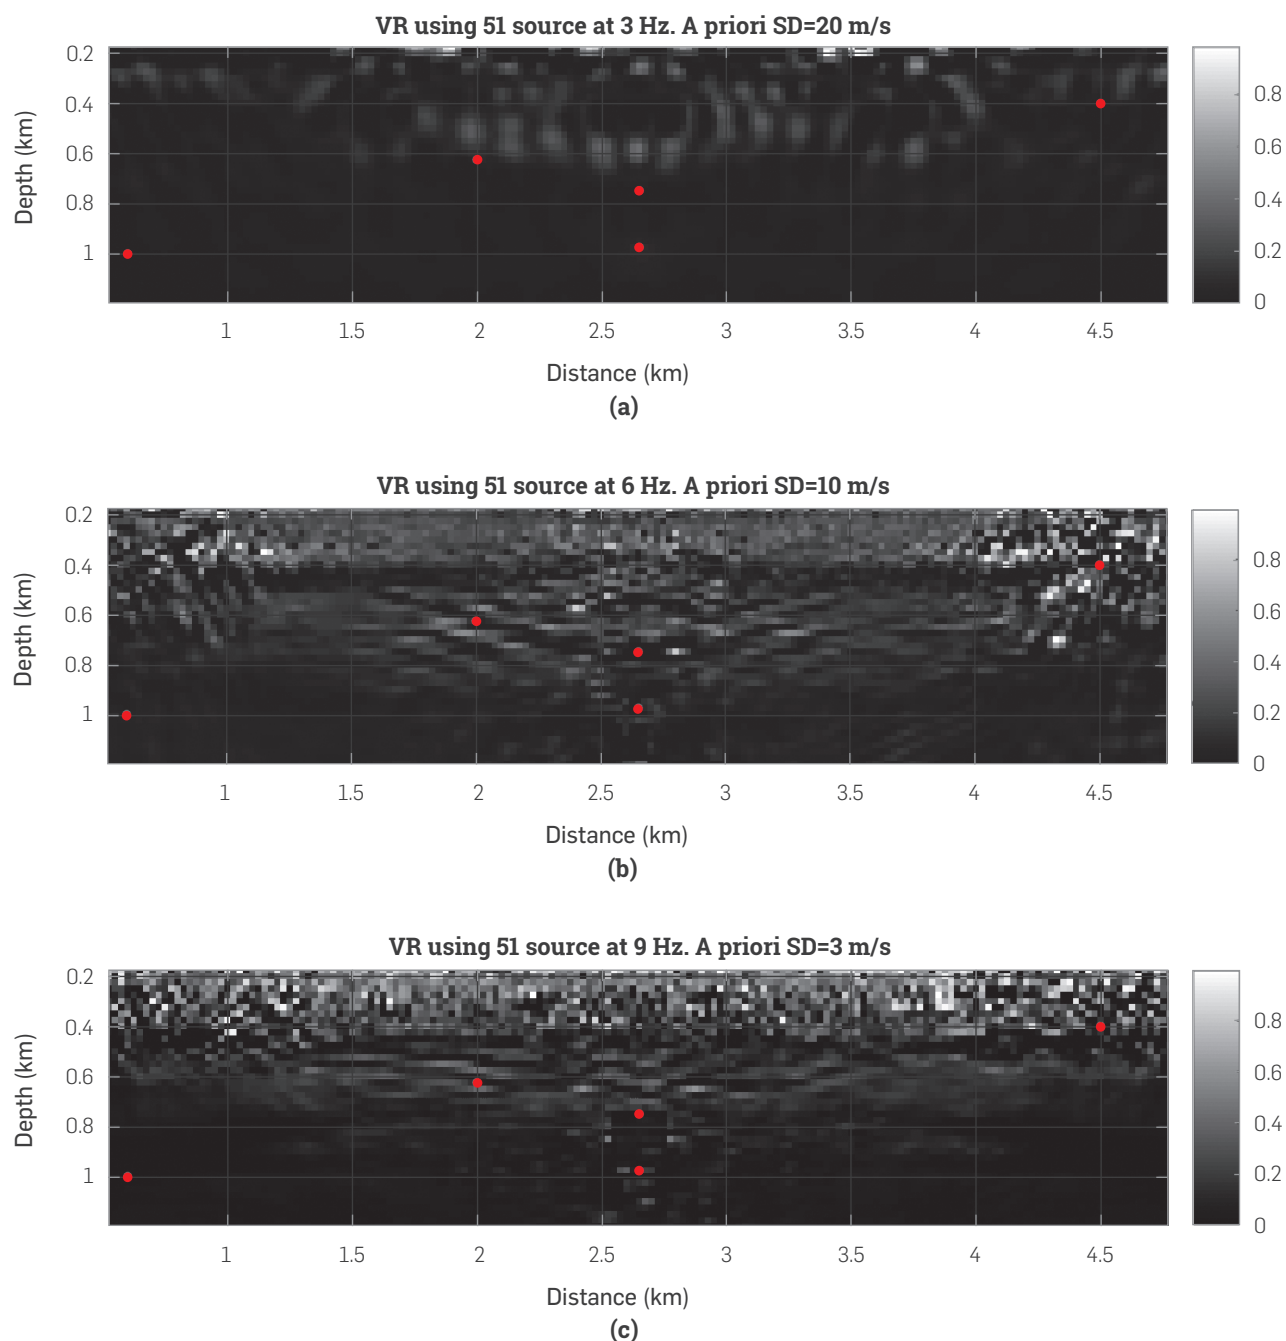 VR using 51 source at 3 Hz. A priori SD=20 m/s
0.2
0.4
0.6
0.8
1
Depth (km)
0.8
0.6
0.4
0.2
0
1 1.5 2 2.5 3 3.5 4 4.5
Distance (km)
(a)
VR using 51 source at 6 Hz. A priori SD=10 m/s
0.2
0.4
0.6
0.8
1
Depth (km)
0.8
0.6
0.4
0.2
0
1 1.5 2 2.5 3 3.5 4 4.5
Distance (km)
(b)
VR using 51 source at 9 Hz. A priori SD=3 m/s
0.2
0.4
0.6
0.8
1
Depth (km)
0.8
0.6
0.4
0.2
0
1 1.5 2 2.5 3 3.5 4 4.5
Distance (km)
(c)